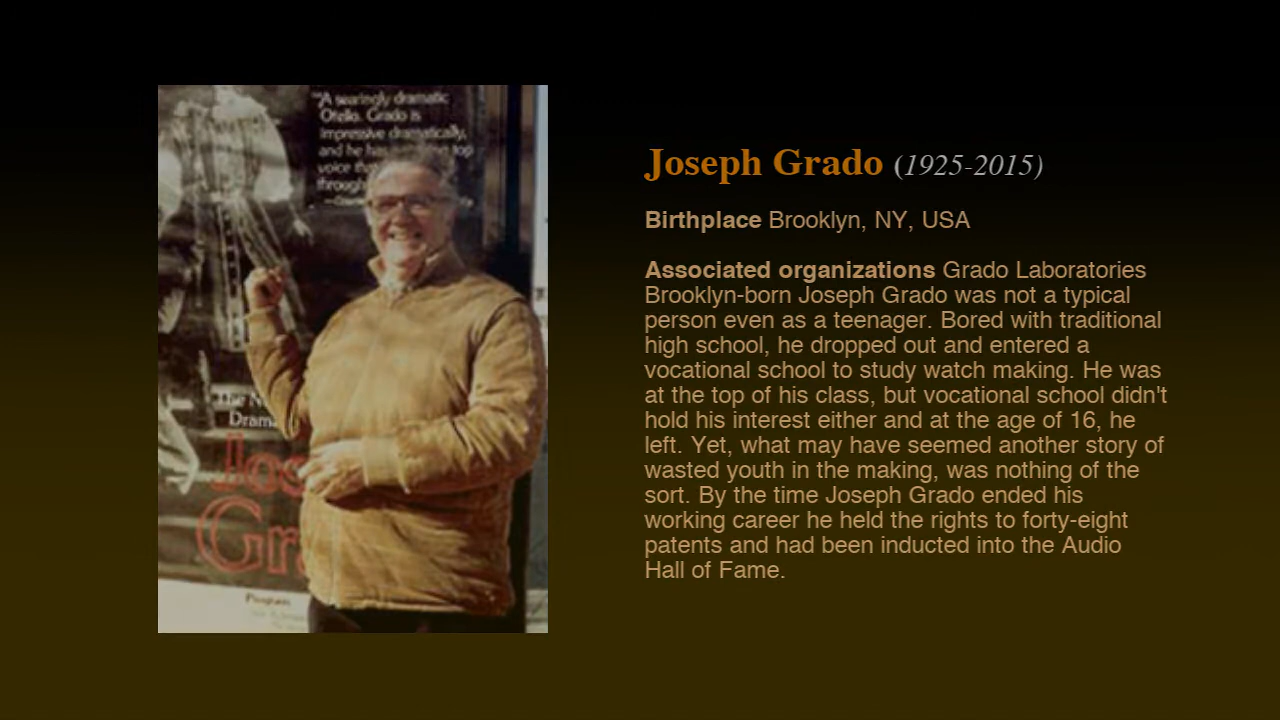 "A searingly dramatic
Otello. Grado is
impressive dramatically,
and he has top
voice
through
Joseph Grado (1925-2015)
Birthplace Brooklyn, NY, USA
Associated organizations Grado Laboratories
Brooklyn-born Joseph Grado was not a typical
person even as a teenager. Bored with traditional
high school, he dropped out and entered a
vocational school to study watch making. He was
at the top of his class, but vocational school didn't
hold his interest either and at the age of 16, he
left. Yet, what may have seemed another story of
wasted youth in the making, was nothing of the
sort. By the time Joseph Grado ended his
working career he held the rights to forty-eight
patents and had been inducted into the Audio
Hall of Fame.
The N
Drama
Jos
Gra
Program